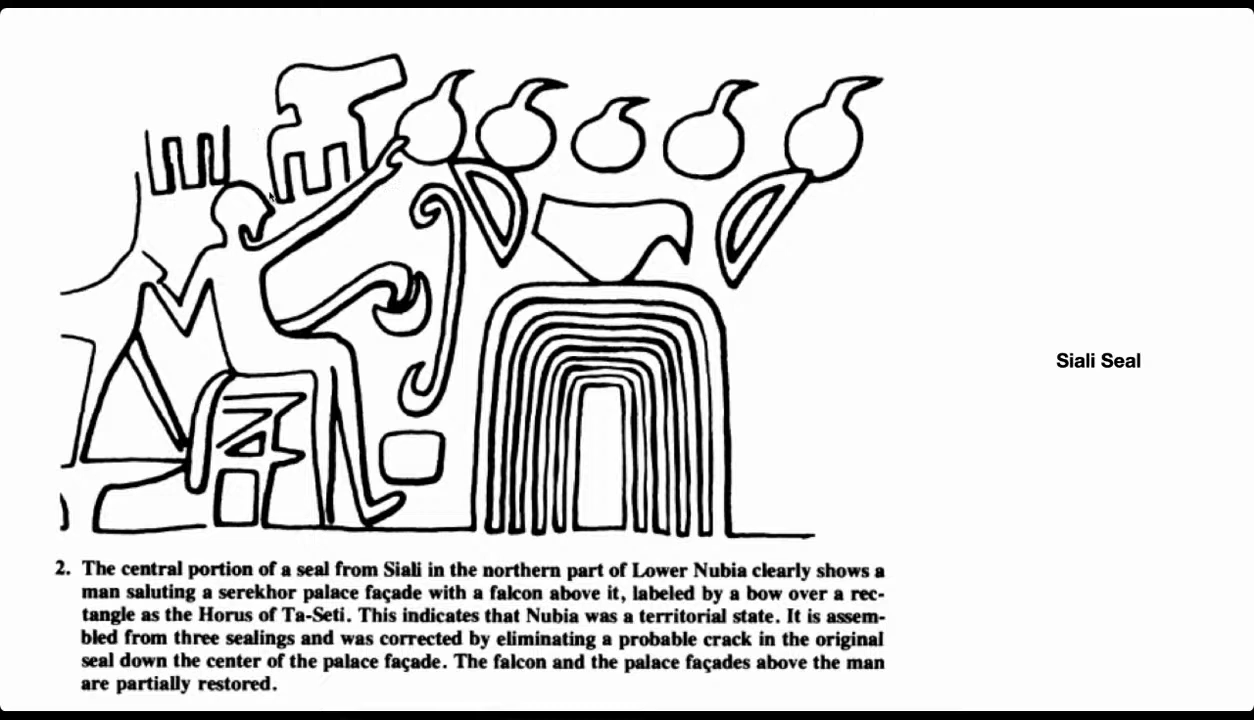 Siali Seal
2. The central portion of a seal from Siali in the northern part of Lower Nubia clearly shows a
man saluting a serekhor palace façade with a falcon above it, labeled by a bow over a rec-
tangle as the Horus of Ta-Seti. This indicates that Nubia was a territorial state. It is assem-
bled from three sealings and was corrected by eliminating a probable crack in the original
seal down the center of the palace façade. The falcon and the palace façades above the man
are partially restored.